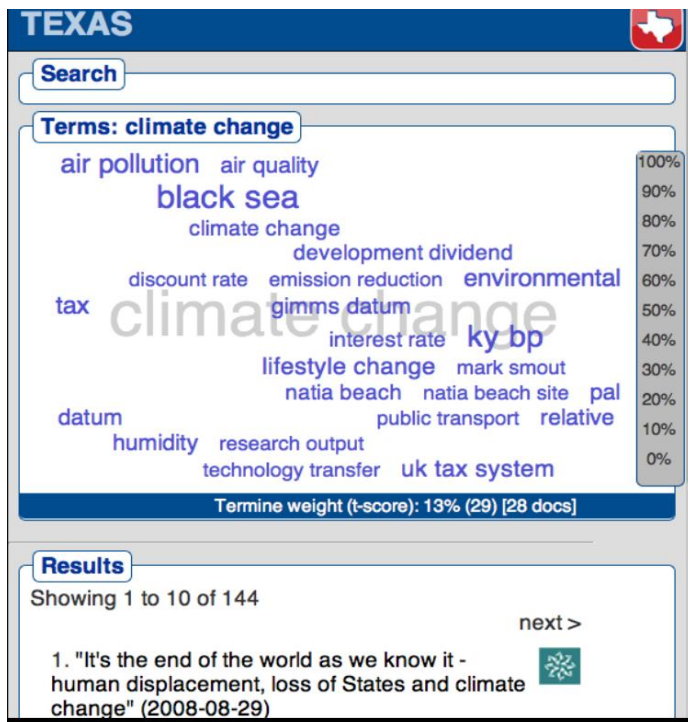 TEXAS
Search
Terms: climate change
air pollution air quality
black sea
climate change
development dividend
discount rate emission reduction environmental
tax gimms datum
climate change
interest rate ky bp
lifestyle change mark smout
natia beach natia beach site pal
datum public transport relative
humidity research output
technology transfer uk tax system
100%
90%
80%
70%
60%
50%
40%
30%
20%
10%
0%
Termine weight (t-score): 13% (29) [28 docs]
Results
Showing 1 to 10 of 144
next >
1. "It's the end of the world as we know it -
human displacement, loss of States and climate
change" (2008-08-29)